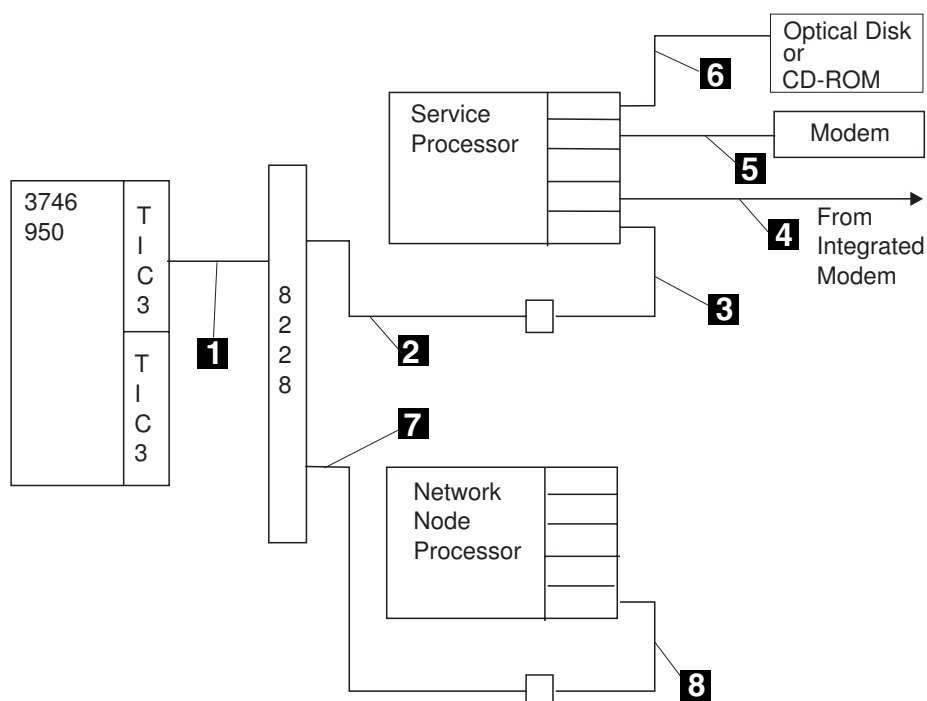 Optical Disk
or
CD-ROM
6
Service
Processor
Modem
5
3746
950
T
I
C
3
4
From
Integrated
Modem
3
8
2
2
8
1
2
T
I
C
3
7
Network
Node
Processor
8